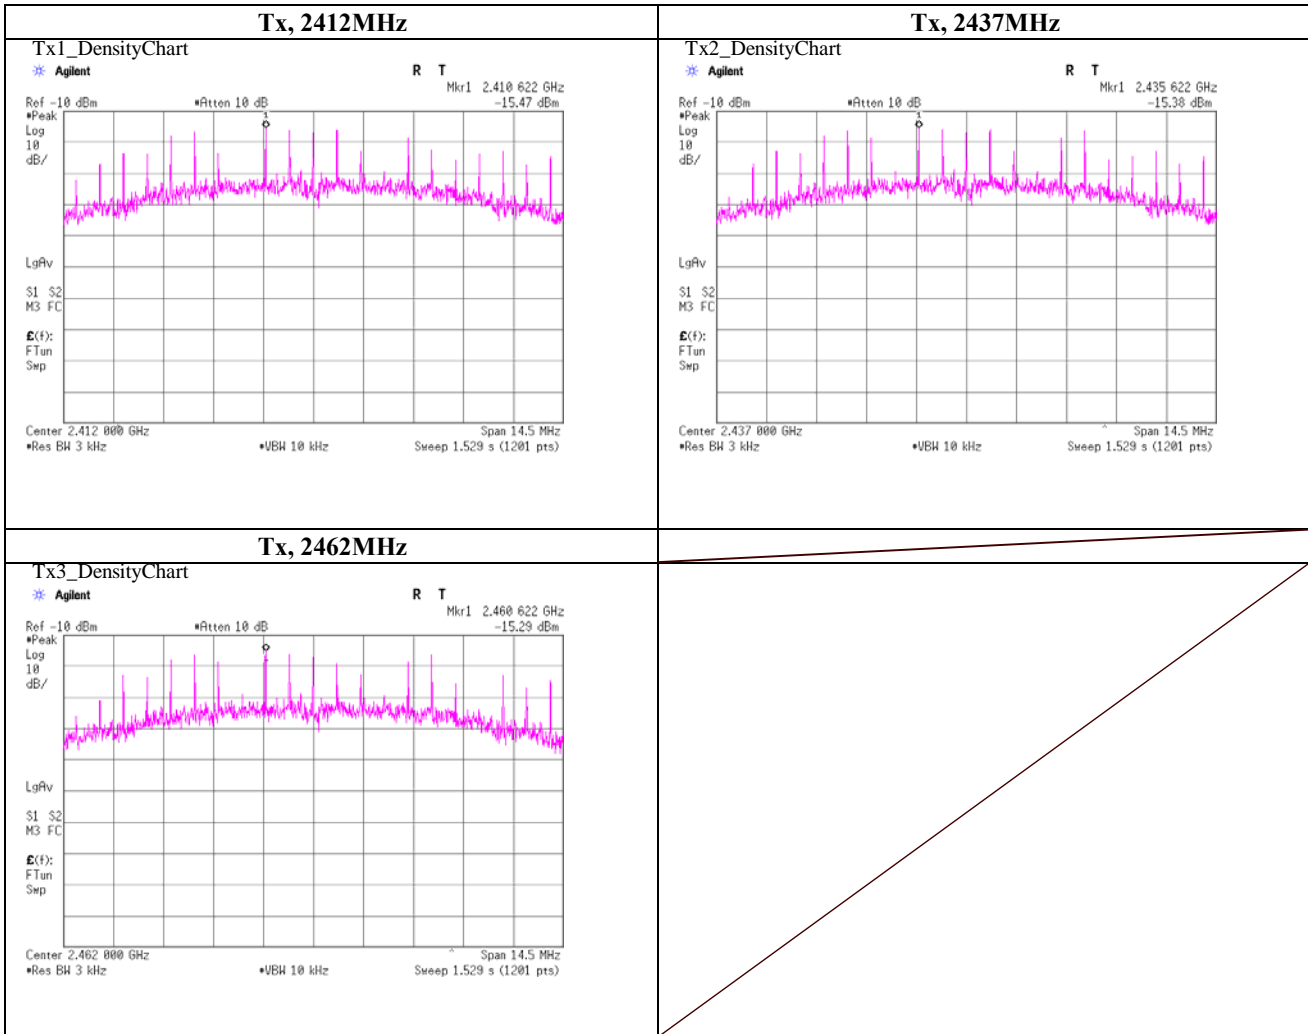 Tx, 2412MHz
Tx1_DensityChart
Agilent
R T
Mkr1 2.410 622 GHz
Ref -10 dBm
#Atten 10 dB
-15.47 dBm
#Peak
Log
10
dB/
1
LgAv
S1 S2
M3 FC
£(f):
FTun
Swp
Center 2.412 000 GHz
Span 14.5 MHz
#Res BW 3 kHz
#VBW 10 kHz
Sweep 1.529 s (1201 pts)
Tx, 2437MHz
Tx2_DensityChart
Agilent
R T
Mkr1 2.435 622 GHz
Ref -10 dBm
#Atten 10 dB
-15.38 dBm
#Peak
Log
10
dB/
1
LgAv
S1 S2
M3 FC
£(f):
FTun
Swp
Center 2.437 000 GHz
Span 14.5 MHz
#Res BW 3 kHz
#VBW 10 kHz
Sweep 1.529 s (1201 pts)
Tx, 2462MHz
Tx3_DensityChart
Agilent
R T
Mkr1 2.460 622 GHz
Ref -10 dBm
#Atten 10 dB
-15.29 dBm
#Peak
Log
10
dB/
LgAv
S1 S2
M3 FC
£(f):
FTun
Swp
Center 2.462 000 GHz
Span 14.5 MHz
#Res BW 3 kHz
#VBW 10 kHz
Sweep 1.529 s (1201 pts)